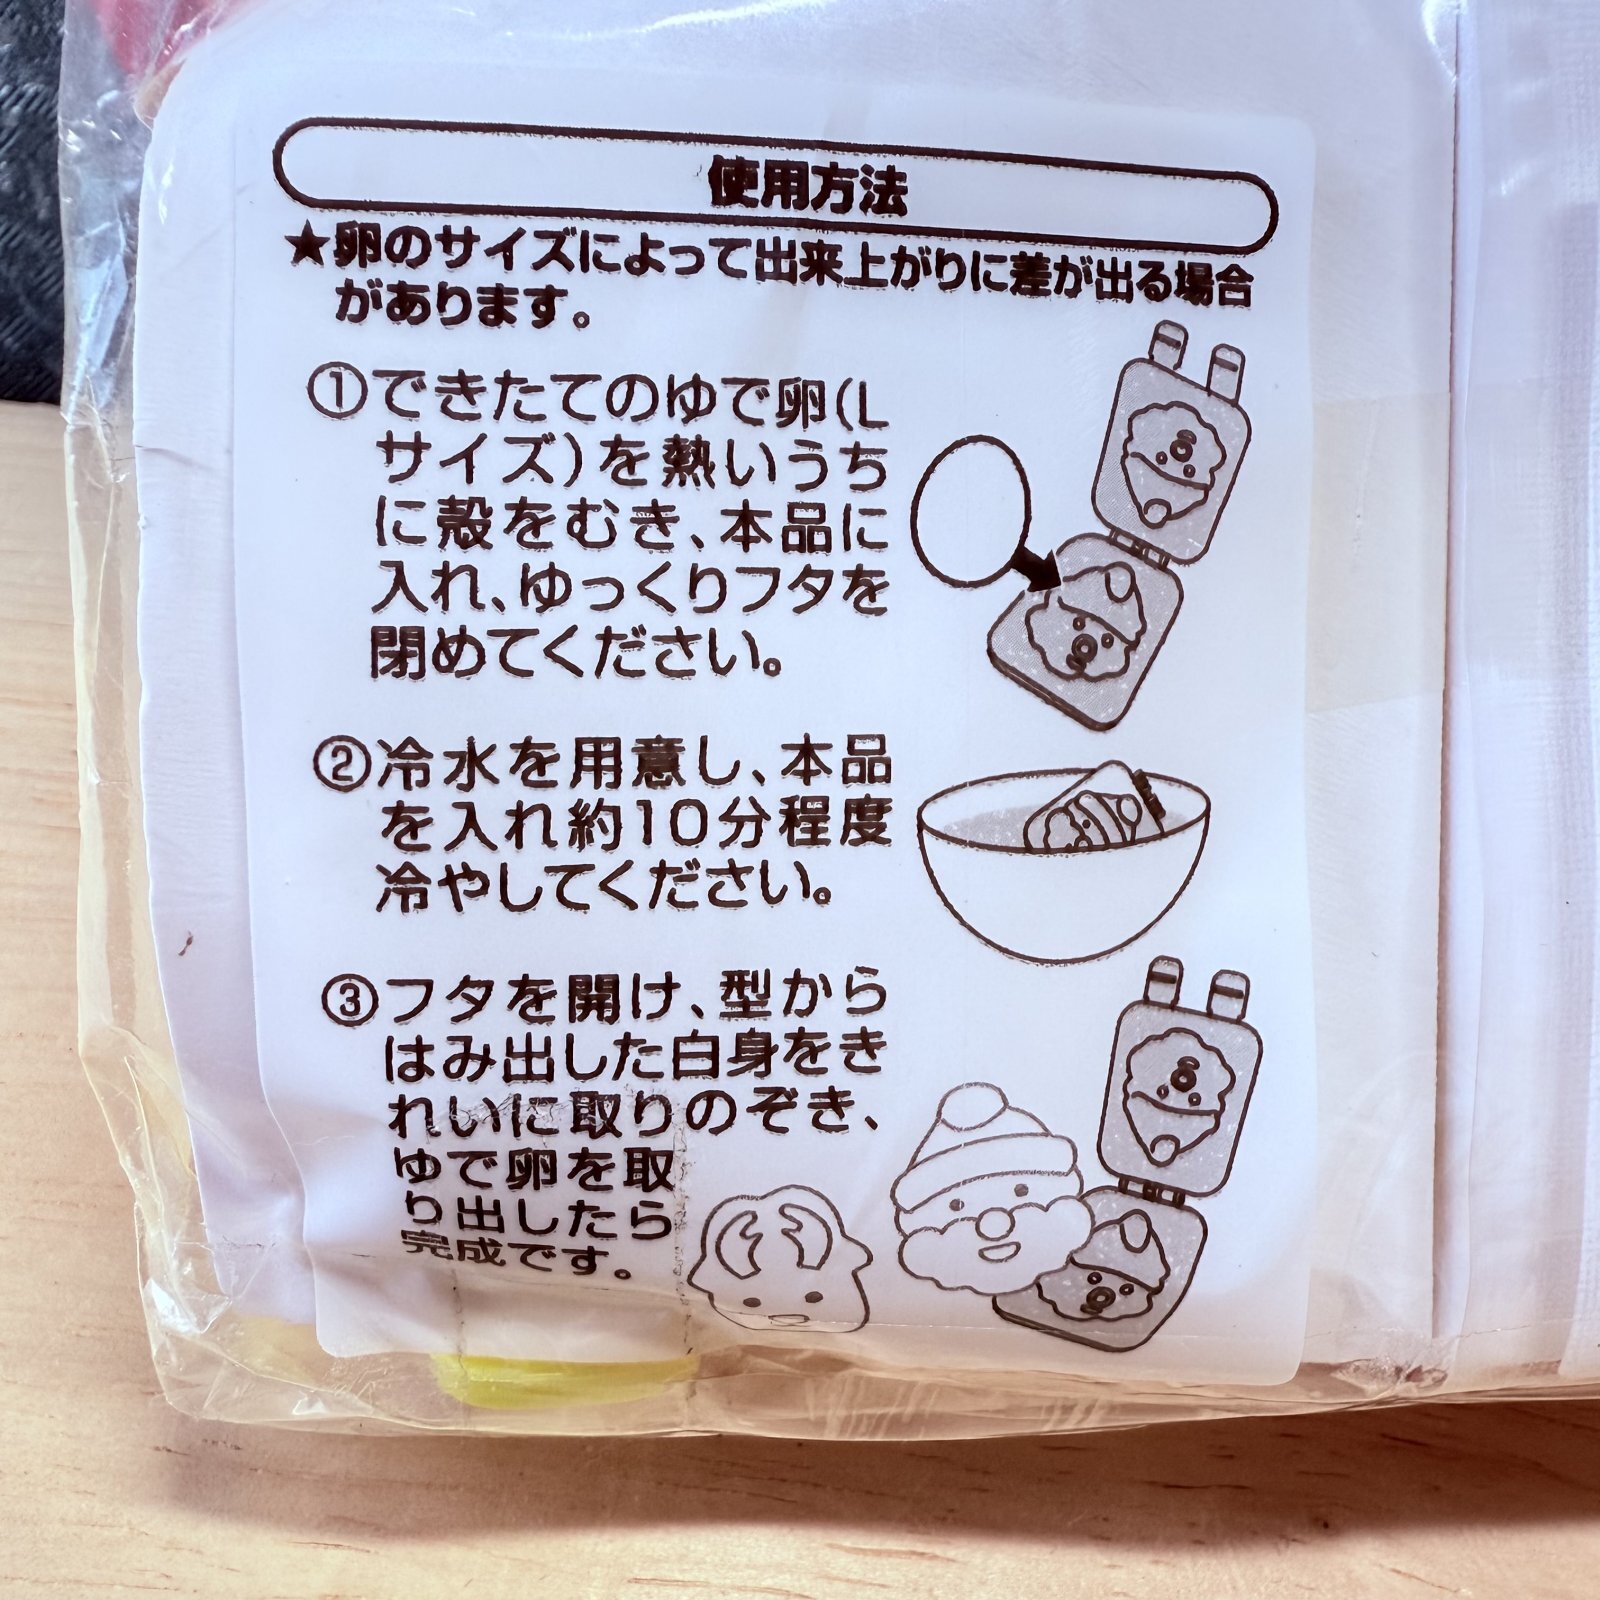 使用方法
★卵のサイズによって出来上がりに差が出る場合
があります。
①できたてのゆで卵(L
サイズ)を熱いうち
に殻をむき、本品に
入れ、ゆっくりフタを
閉めてください。
②冷水を用意し、本品
を入れ約10分程度
冷やしてください。
③フタを開け、型から
はみ出した白身をき
れいに取りのぞき、
ゆで卵を取
り出したら
完成です。